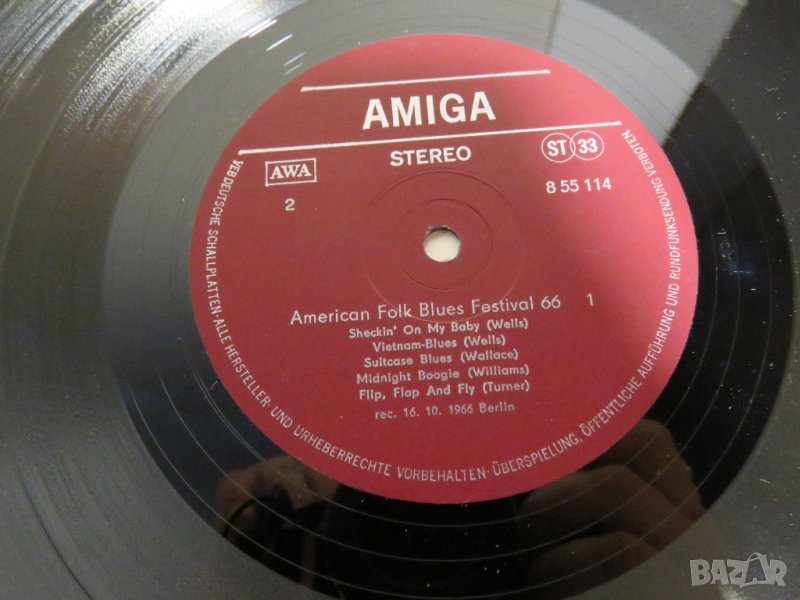 AMIGA
STEREO
ST 33
AWA
2
8 55 114
American Folk Blues Festival 66 1
Sheckin' On My Baby (Wells)
Vietnam-Blues (Wells)
Suitcase Blues (Wallace)
Midnight Boogie (Williams)
Flip, Flop And Fly (Turner)
rec. 16. 10. 1966 Berlin
VEB DEUTSCHE SCHALLPLATTEN·ALLE HERSTELLER- UND URHEBERRECHTE VORBEHALTEN·ÜBERSPIELUNG, ÖFFENTLICHE AUFFÜHRUNG UND RUNDFUNKSENDUNG VERBOTEN
BAZAR